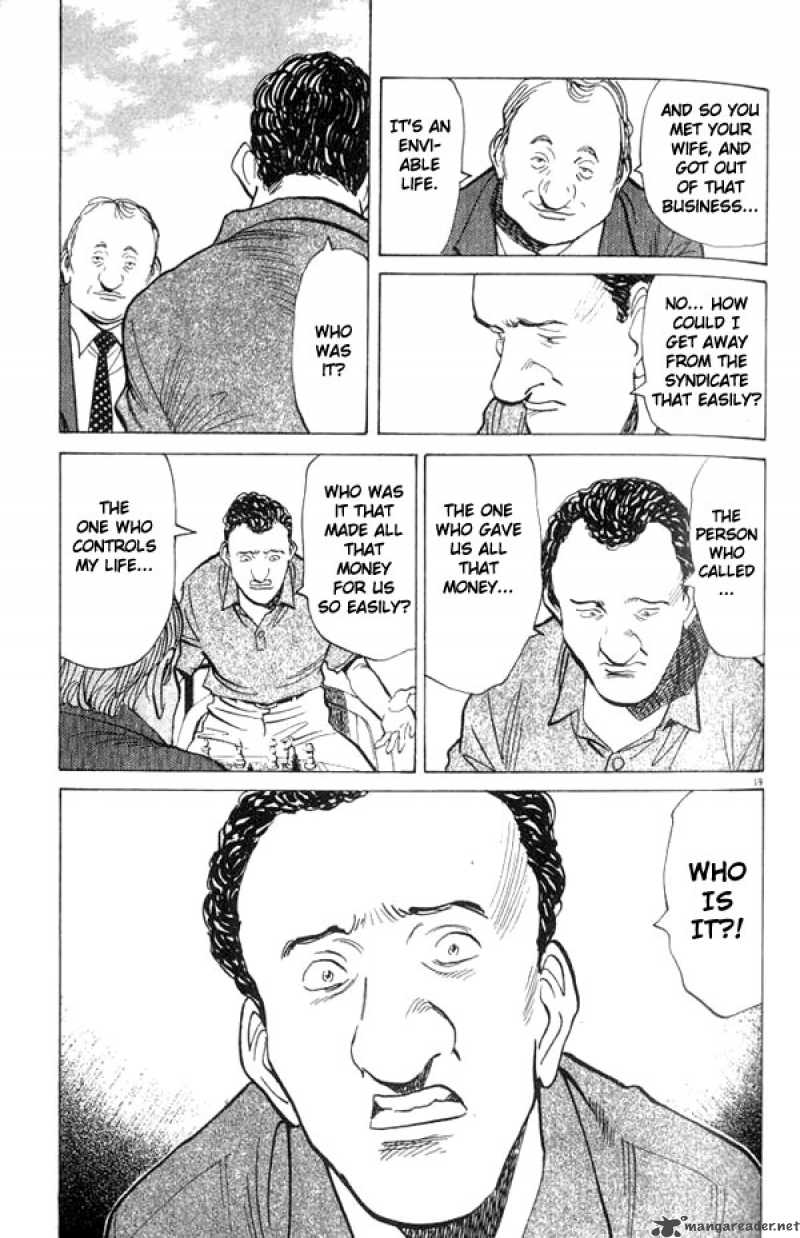 AND SO YOU
MET YOUR
WIFE, AND
GOT OUT
OF THAT
BUSINESS...
IT'S AN
ENVI-
ABLE
LIFE.
NO... HOW
COULD I
GET AWAY
FROM THE
SYNDICATE
THAT EASILY?
WHO
WAS
IT?
THE
PERSON
WHO
CALLED
...
THE ONE
WHO GAVE
US ALL
THAT
MONEY...
WHO WAS
IT THAT
MADE ALL
THAT
MONEY
FOR US
SO EASILY?
THE
ONE WHO
CONTROLS
MY LIFE...
17
WHO
IS
IT?!
mangareader.net